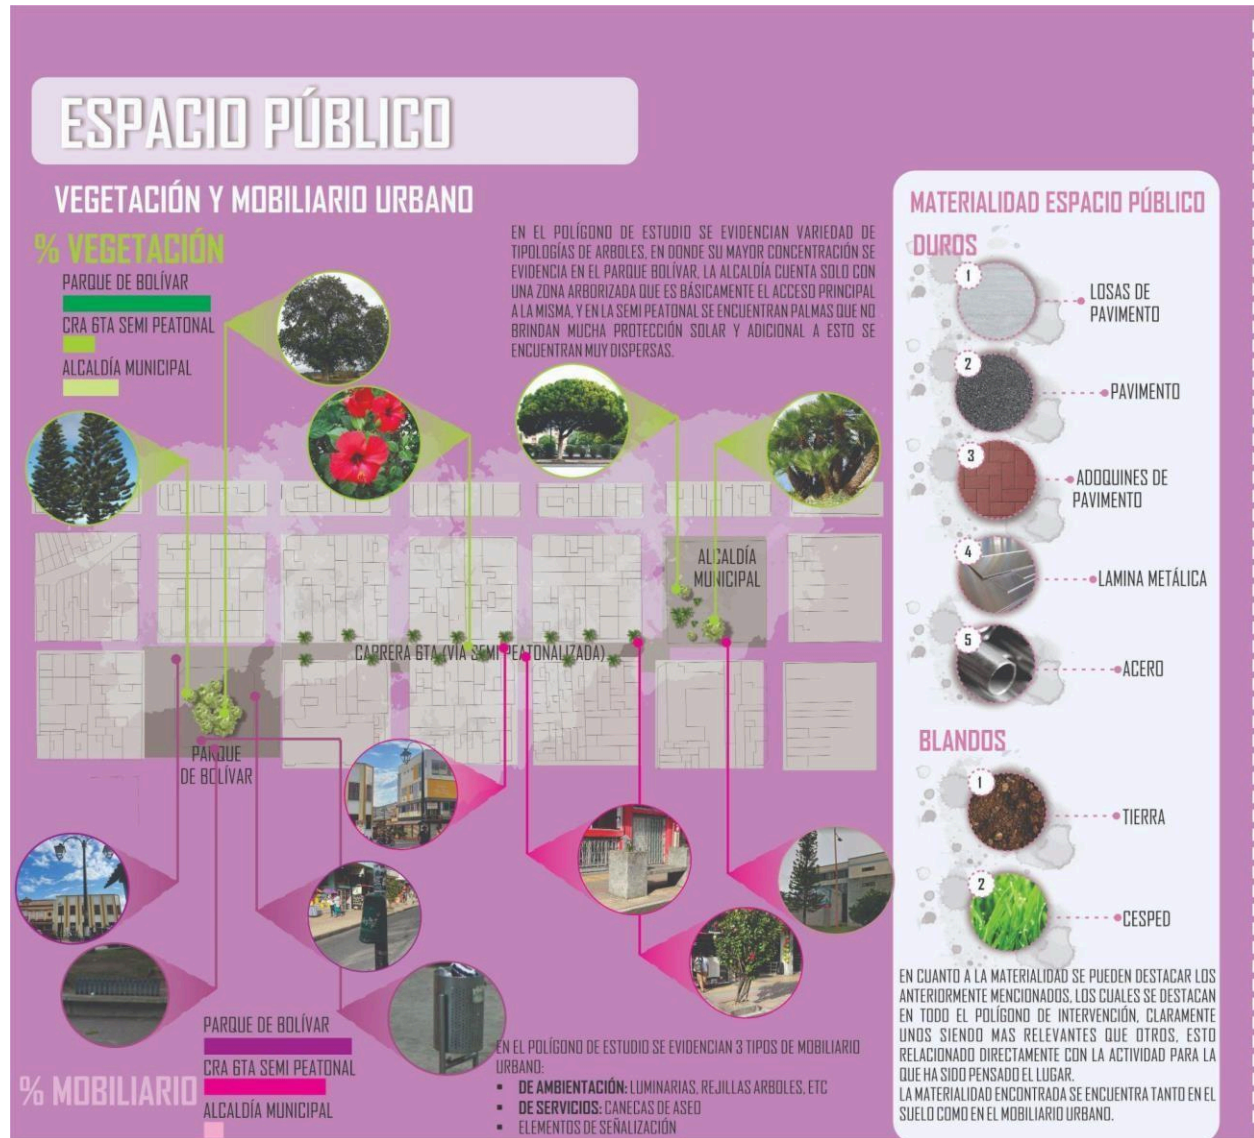 ESPACIO PÚBLICO
VEGETACIÓN Y MOBILIARIO URBANO
% VEGETACIÓN
PARQUE DE BOLÍVAR
CRA 6TA SEMI PEATONAL
ALCALDÍA MUNICIPAL
EN EL POLÍGONO DE ESTUDIO SE EVIDENCIAN VARIEDAD DE
TIPOLOGÍAS DE ARBOLES, EN DONDE SU MAYOR CONCENTRACIÓN SE
EVIDENCIA EN EL PARQUE BOLÍVAR, LA ALCALDÍA CUENTA SOLO CON
UNA ZONA ARBORIZADA QUE ES BÁSICAMENTE EL ACCESO PRINCIPAL
A LA MISMA, Y EN LA SEMI PEATONAL SE ENCUENTRAN PALMAS QUE NO
BRINDAN MUCHA PROTECCIÓN SOLAR Y ADICIONAL A ESTO SE
ENCUENTRAN MUY DISPERSAS.
ALCALDÍA
MUNICIPAL
CARRERA 6TA (VÍA SEMI PEATONALIZADA)
PARQUE
DE BOLÍVAR
% MOBILIARIO
PARQUE DE BOLÍVAR
CRA 6TA SEMI PEATONAL
ALCALDÍA MUNICIPAL
EN EL POLÍGONO DE ESTUDIO SE EVIDENCIAN 3 TIPOS DE MOBILIARIO
URBANO:
▪ DE AMBIENTACIÓN: LUMINARIAS, REJILLAS ARBOLES, ETC
▪ DE SERVICIOS: CANECAS DE ASEO
▪ ELEMENTOS DE SEÑALIZACIÓN
MATERIALIDAD ESPACIO PÚBLICO
DUROS
1
LOSAS DE
PAVIMENTO
2
PAVIMENTO
3
ADOQUINES DE
PAVIMENTO
4
LAMINA METÁLICA
5
ACERO
BLANDOS
1
TIERRA
2
CESPED
EN CUANTO A LA MATERIALIDAD SE PUEDEN DESTACAR LOS
ANTERIORMENTE MENCIONADOS, LOS CUALES SE DESTACAN
EN TODO EL POLÍGONO DE INTERVENCIÓN, CLARAMENTE
UNOS SIENDO MAS RELEVANTES QUE OTROS, ESTO
RELACIONADO DIRECTAMENTE CON LA ACTIVIDAD PARA LA
QUE HA SIDO PENSADO EL LUGAR.
LA MATERIALIDAD ENCONTRADA SE ENCUENTRA TANTO EN EL
SUELO COMO EN EL MOBILIARIO URBANO.